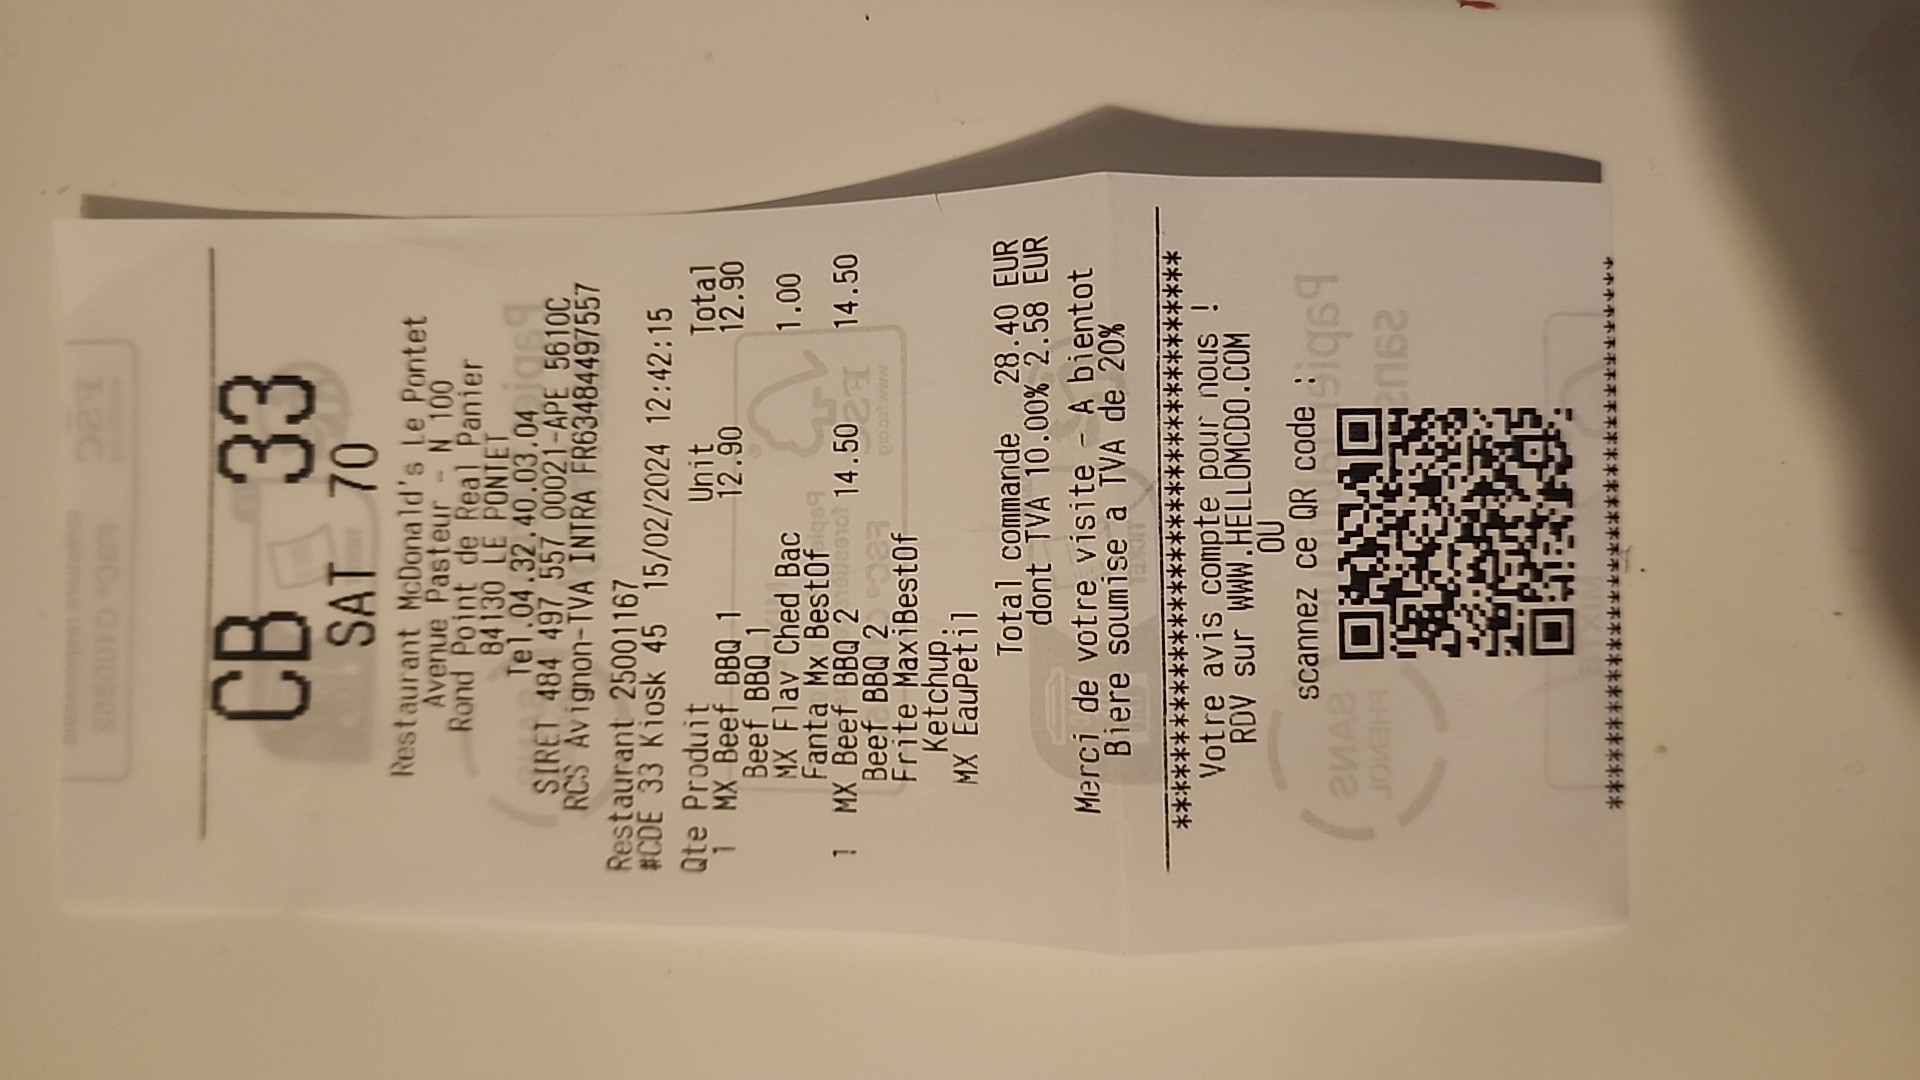 CB 33
SAT 70
Restaurant McDonald's Le Pontet
Avenue Pasteur - N 100
Rond Point de Real Panier
84130 LE PONTET
Tel.04.32.40.03.04
SIRET 484 497 557 00021-APE 5610C
RCS Avignon-TVA INTRA FR63484497557
Restaurant 25001167
#CDE 33 Kiosk 45 15/02/2024 12:42:15
Qte Produit Unit Total
1 MX Beef BBQ 1 12.90 12.90
Beef BBQ 1
MX Flav Ched Bac 1.00
Fanta Mx BestOf
1 MX Beef BBQ 2 14.50 14.50
Beef BBQ 2
Frite MaxiBestOf
Ketchup;
MX EauPetil
Total commande 28.40 EUR
dont TVA 10.00% 2.58 EUR
Merci de votre visite - A bientot
Biere soumise a TVA de 20%
Votre avis compte pour nous !
RDV sur WWW.HELLOMCDO.COM
OU
scannez ce QR code :